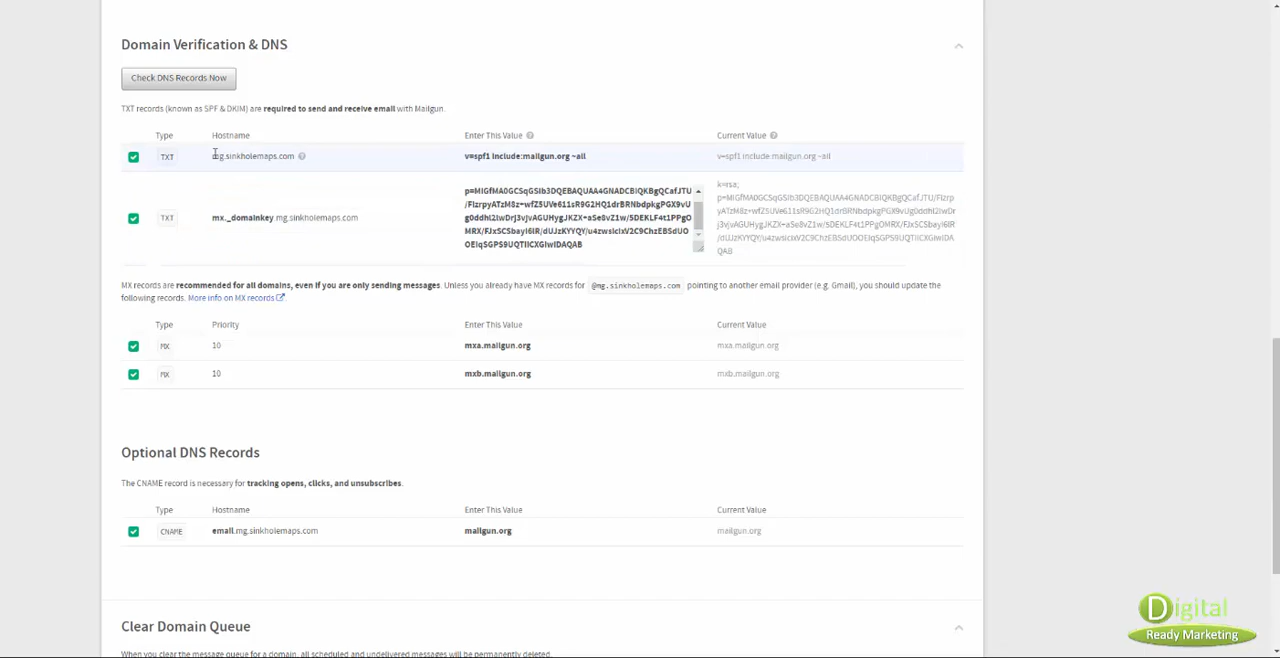 Domain Verification & DNS
Check DNS Records Now
TXT records (known as SPF & DKIM) are required to send and receive email with Mailgun.
Type Hostname Enter This Value Current Value
TXT mg.sinkholemaps.com v=spf1 include:mailgun.org ~all v=spf1 include:mailgun.org ~all
k=rsa;
TXT mx._domainkey.mg.sinkholemaps.com
MX records are recommended for all domains, even if you are only sending messages. Unless you already have MX records for @mg.sinkholemaps.com pointing to another email provider (e.g. Gmail), you should update the
following records. More info on MX records
Type Priority Enter This Value Current Value
MX 10 mxa.mailgun.org mxa.mailgun.org
MX 10 mxb.mailgun.org mxb.mailgun.org
Optional DNS Records
The CNAME record is necessary for tracking opens, clicks, and unsubscribes.
Type Hostname Enter This Value Current Value
CNAME email.mg.sinkholemaps.com mailgun.org mailgun.org
Clear Domain Queue
When you clear the message queue for a domain, all scheduled and undelivered messages will be permanently deleted.
Digital
Ready Marketing